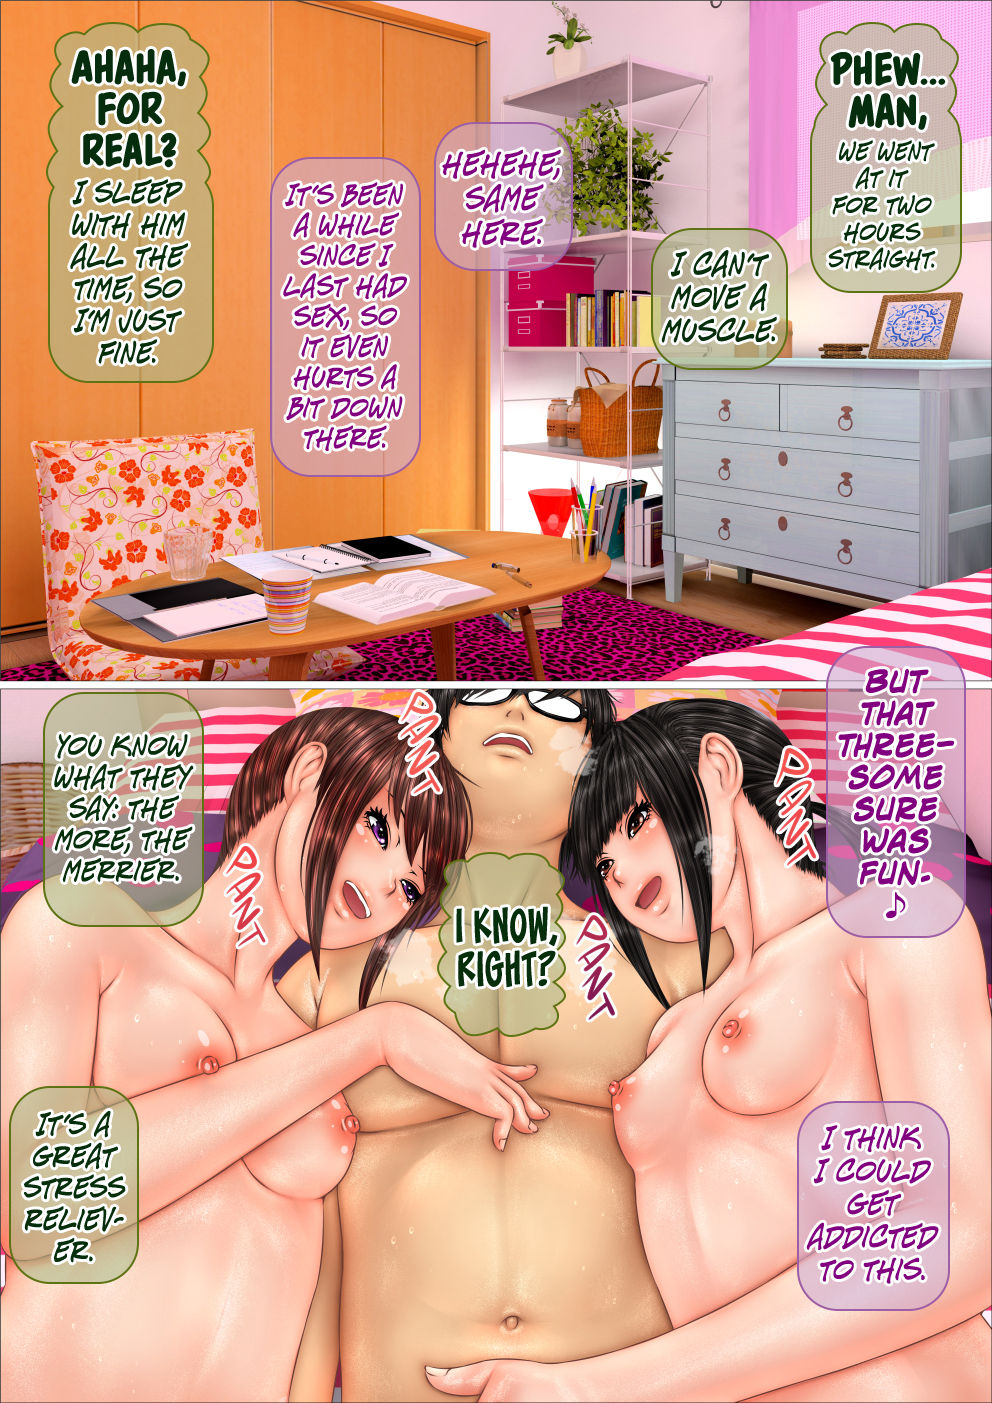 PHEW...
MAN,
WE WENT
AT IT
FOR TWO
HOURS
STRAIGHT.
I CAN'T
MOVE A
MUSCLE.
HEHEHE,
SAME
HERE.
IT'S BEEN
A WHILE
SINCE I
LAST HAD
SEX, SO
IT EVEN
HURTS A
BIT DOWN
THERE.
AHAHA,
FOR
REAL?
I SLEEP
WITH HIM
ALL THE
TIME, SO
I'M JUST
FINE.
BUT
THAT
THREE-
SOME
SURE
WAS
FUN-
♪
YOU KNOW
WHAT THEY
SAY: THE
MORE, THE
MERRIER.
PANT
PANT
PANT
PANT
I KNOW,
RIGHT?
IT'S A
GREAT
STRESS
RELIEV-
ER.
I THINK
I COULD
GET
ADDICTED
TO THIS.